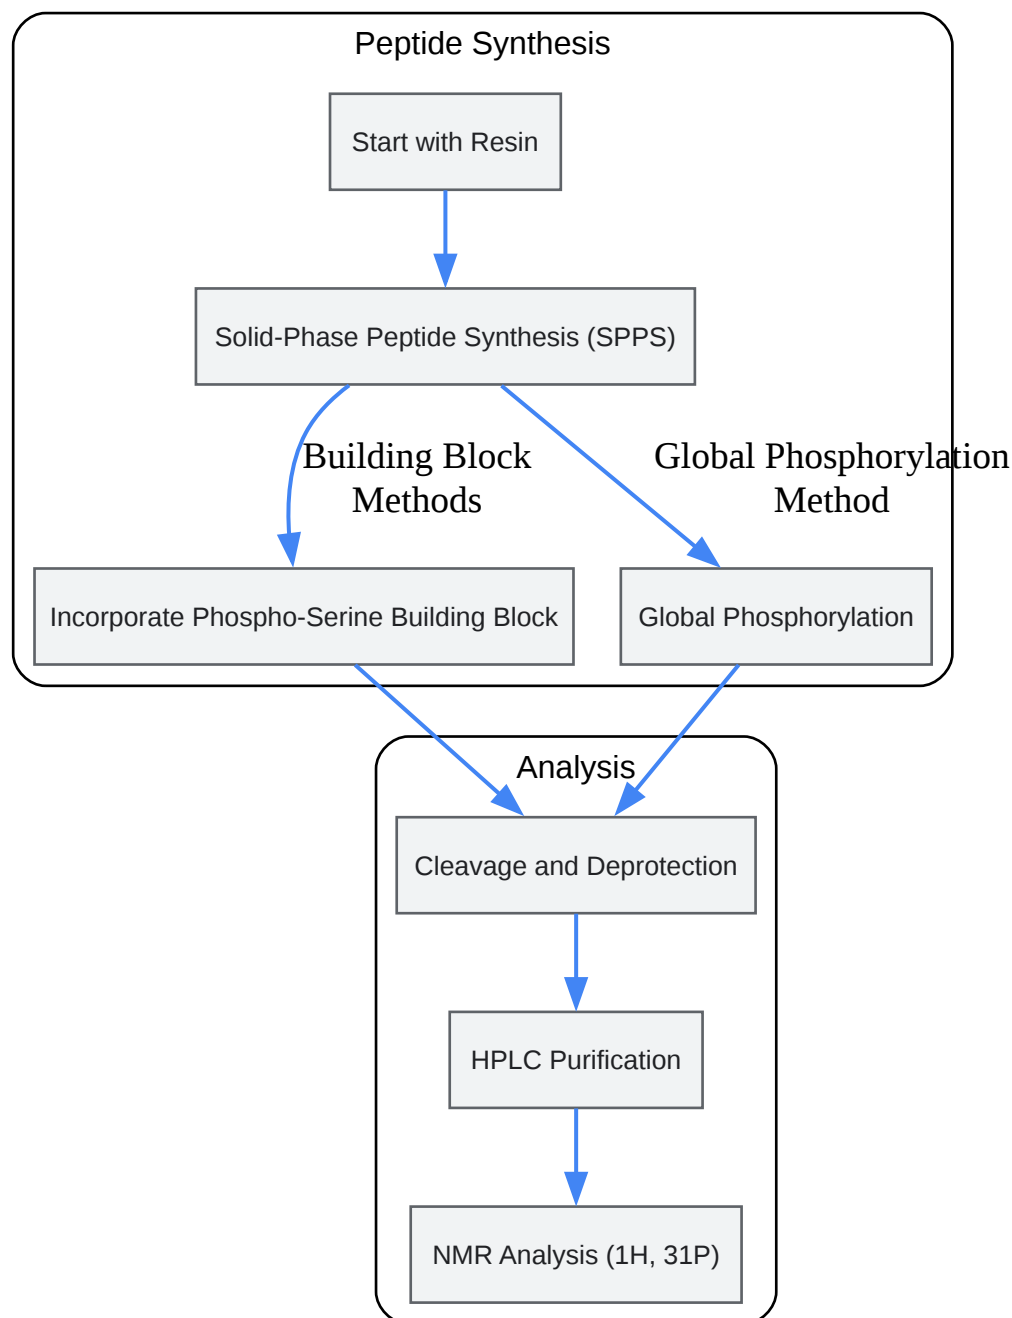 Peptide Synthesis
Start with Resin
Solid-Phase Peptide Synthesis (SPPS)
Building Block
Methods
Global Phosphorylation
Method
Incorporate Phospho-Serine Building Block
Global Phosphorylation
Analysis
Cleavage and Deprotection
HPLC Purification
NMR Analysis (1H, 31P)